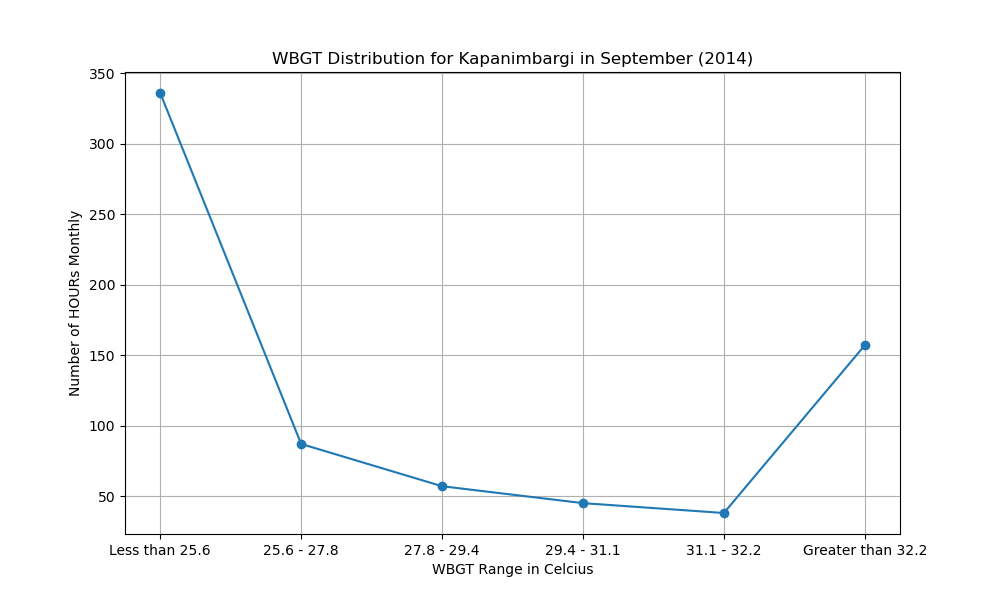 WBGT Distribution for Kapanimbargi in September (2014)
350
300
250
200
150
100
50
Number of HOURs Monthly
Less than 25.6
25.6 - 27.8
27.8 - 29.4
29.4 - 31.1
31.1 - 32.2
Greater than 32.2
WBGT Range in Celcius